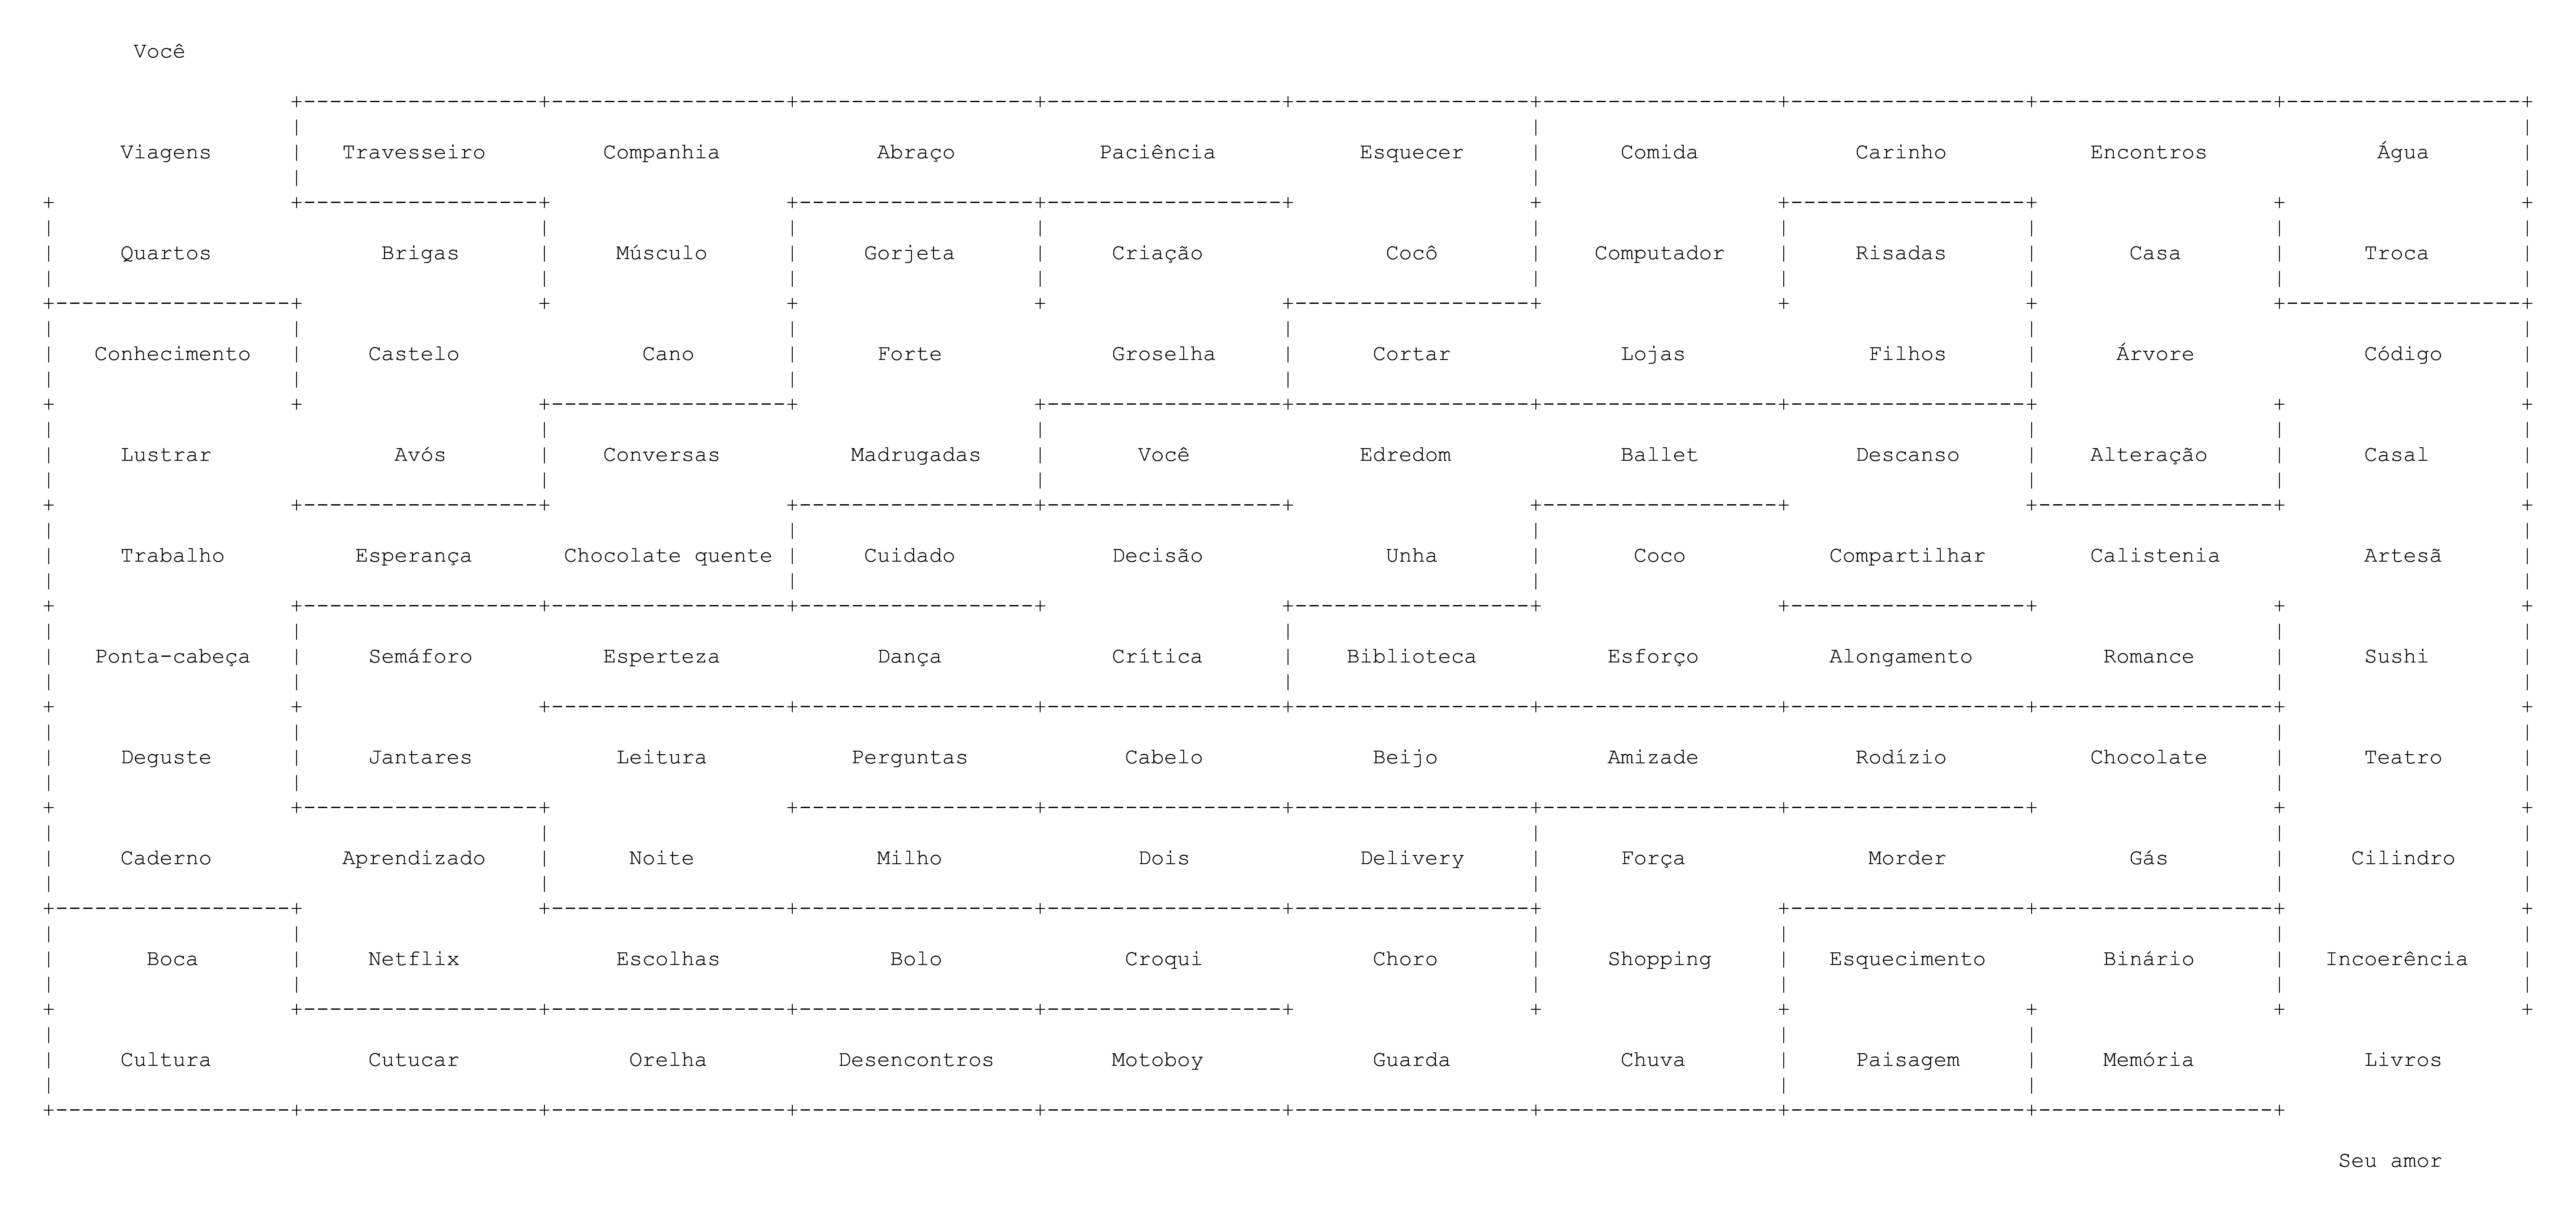 Você
Viagens Travesseiro Companhia Abraço Paciência Esquecer Comida Carinho Encontros Água
Quartos Brigas Músculo Gorjeta Criação Cocô Computador Risadas Casa Troca
Conhecimento Castelo Cano Forte Groselha Cortar Lojas Filhos Árvore Código
Lustrar Avós Conversas Madrugadas Você Edredom Ballet Descanso Alteração Casal
Trabalho Esperança Chocolate quente Cuidado Decisão Unha Coco Compartilhar Calistenia Artesã
Ponta-cabeça Semáforo Esperteza Dança Crítica Biblioteca Esforço Alongamento Romance Sushi
Deguste Jantares Leitura Perguntas Cabelo Beijo Amizade Rodízio Chocolate Teatro
Caderno Aprendizado Noite Milho Dois Delivery Força Morder Gás Cilindro
Boca Netflix Escolhas Bolo Croqui Choro Shopping Esquecimento Binário Incoerência
Cultura Cutucar Orelha Desencontros Motoboy Guarda Chuva Paisagem Memória Livros
Seu amor